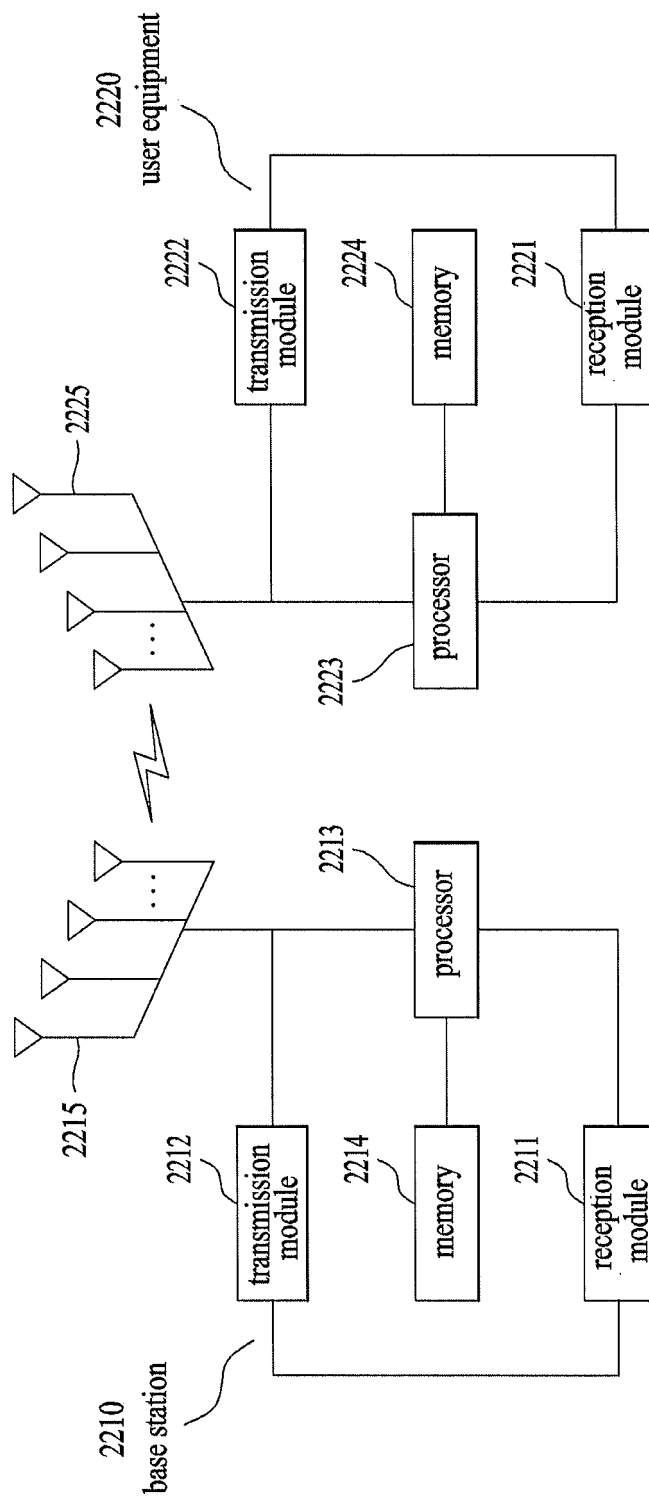 2210
base station
2215
2212
transmission
module
2214
memory
2211
reception
module
2213
processor
...
2220
user equipment
2225
...
2222
transmission
module
2224
memory
2221
reception
module
2223
processor